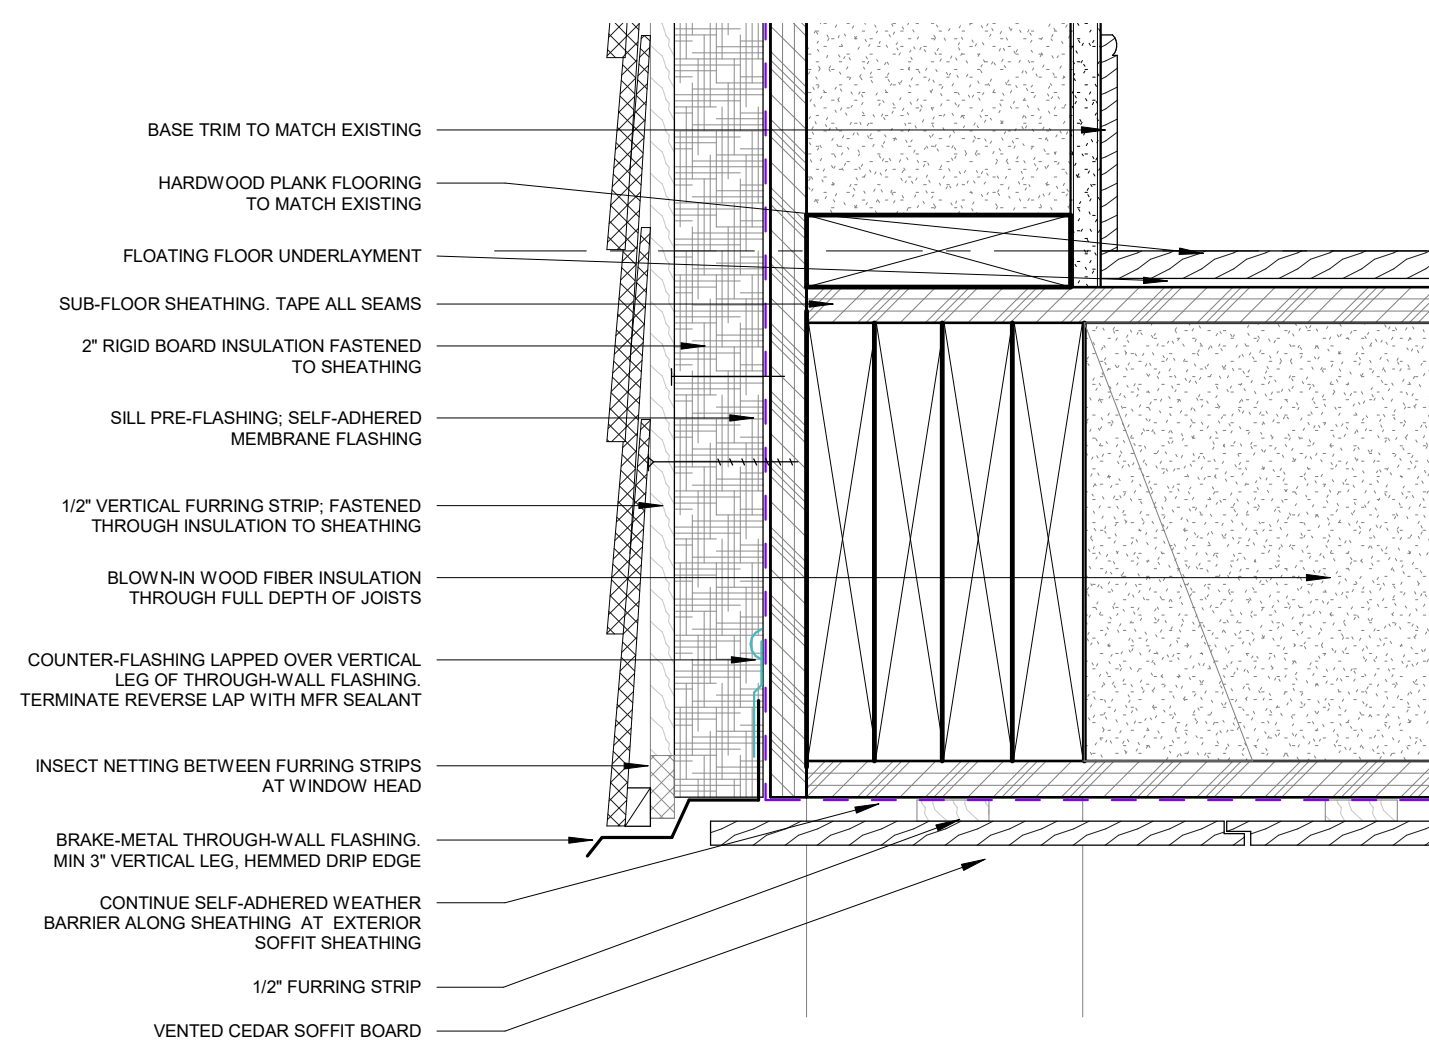 BASE TRIM TO MATCH EXISTING
HARDWOOD PLANK FLOORING
TO MATCH EXISTING
FLOATING FLOOR UNDERLAYMENT
SUB-FLOOR SHEATHING. TAPE ALL SEAMS
2" RIGID BOARD INSULATION FASTENED
TO SHEATHING
SILL PRE-FLASHING; SELF-ADHERED
MEMBRANE FLASHING
1/2" VERTICAL FURRING STRIP; FASTENED
THROUGH INSULATION TO SHEATHING
BLOWN-IN WOOD FIBER INSULATION
THROUGH FULL DEPTH OF JOISTS
COUNTER-FLASHING LAPPED OVER VERTICAL
LEG OF THROUGH-WALL FLASHING.
TERMINATE REVERSE LAP WITH MFR SEALANT
INSECT NETTING BETWEEN FURRING STRIPS
AT WINDOW HEAD
BRAKE-METAL THROUGH-WALL FLASHING.
MIN 3" VERTICAL LEG, HEMMED DRIP EDGE
CONTINUE SELF-ADHERED WEATHER
BARRIER ALONG SHEATHING AT EXTERIOR
SOFFIT SHEATHING
1/2" FURRING STRIP
VENTED CEDAR SOFFIT BOARD